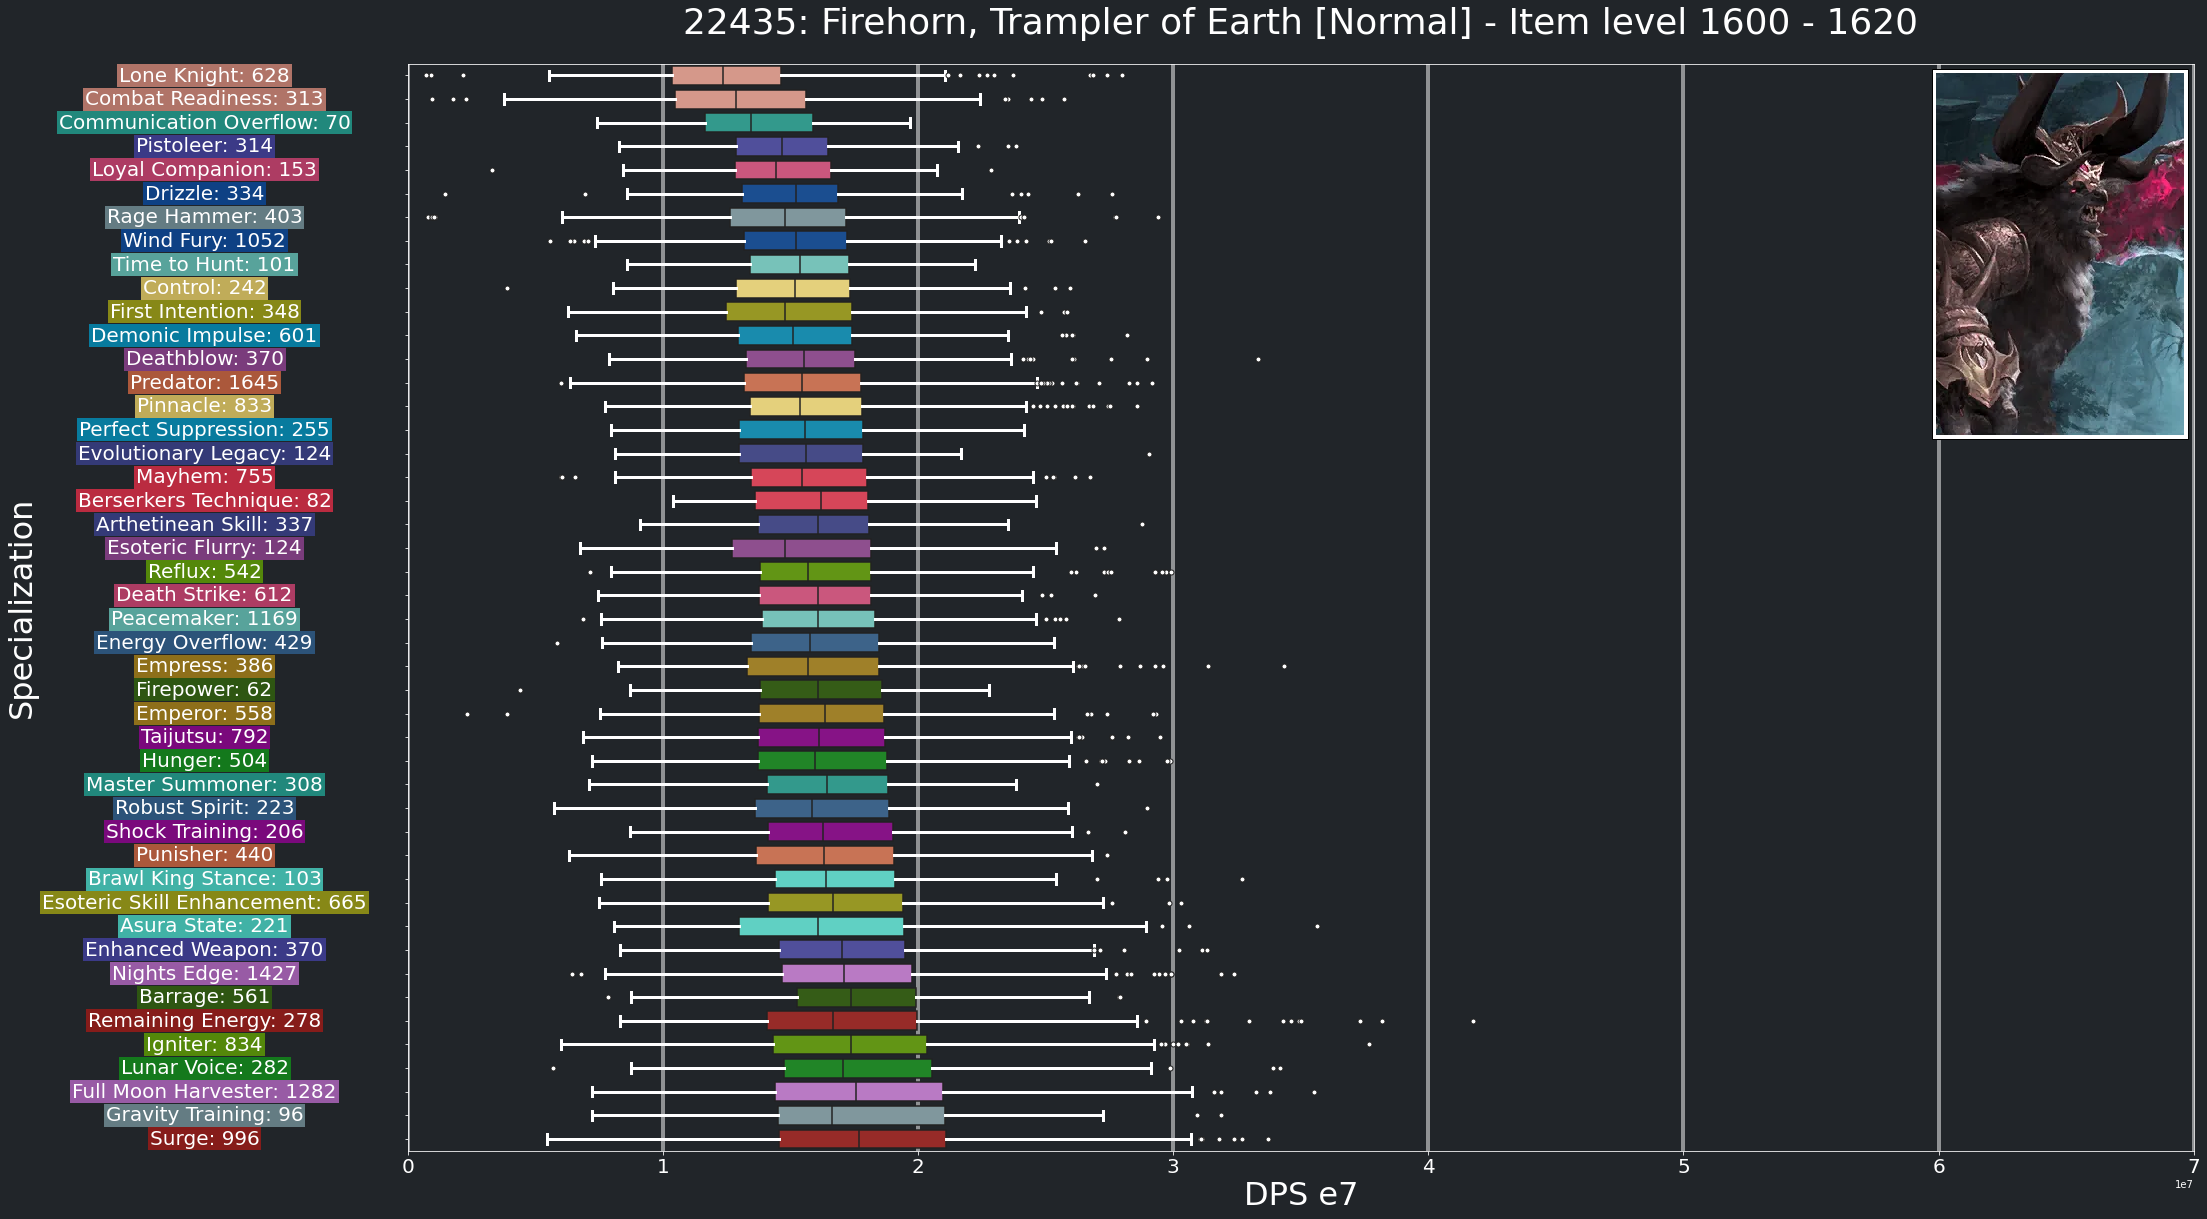 22435: Firehorn, Trampler of Earth [Normal] - Item level 1600 - 1620
Specialization
Lone Knight: 628
Combat Readiness: 313
Communication Overflow: 70
Pistoleer: 314
Loyal Companion: 153
Drizzle: 334
Rage Hammer: 403
Wind Fury: 1052
Time to Hunt: 101
Control: 242
First Intention: 348
Demonic Impulse: 601
Deathblow: 370
Predator: 1645
Pinnacle: 833
Perfect Suppression: 255
Evolutionary Legacy: 124
Mayhem: 755
Berserkers Technique: 82
Arthetinean Skill: 337
Esoteric Flurry: 124
Reflux: 542
Death Strike: 612
Peacemaker: 1169
Energy Overflow: 429
Empress: 386
Firepower: 62
Emperor: 558
Taijutsu: 792
Hunger: 504
Master Summoner: 308
Robust Spirit: 223
Shock Training: 206
Punisher: 440
Brawl King Stance: 103
Esoteric Skill Enhancement: 665
Asura State: 221
Enhanced Weapon: 370
Nights Edge: 1427
Barrage: 561
Remaining Energy: 278
Igniter: 834
Lunar Voice: 282
Full Moon Harvester: 1282
Gravity Training: 96
Surge: 996
0 1 2 3 4 5 6 7
1e7
DPS e7